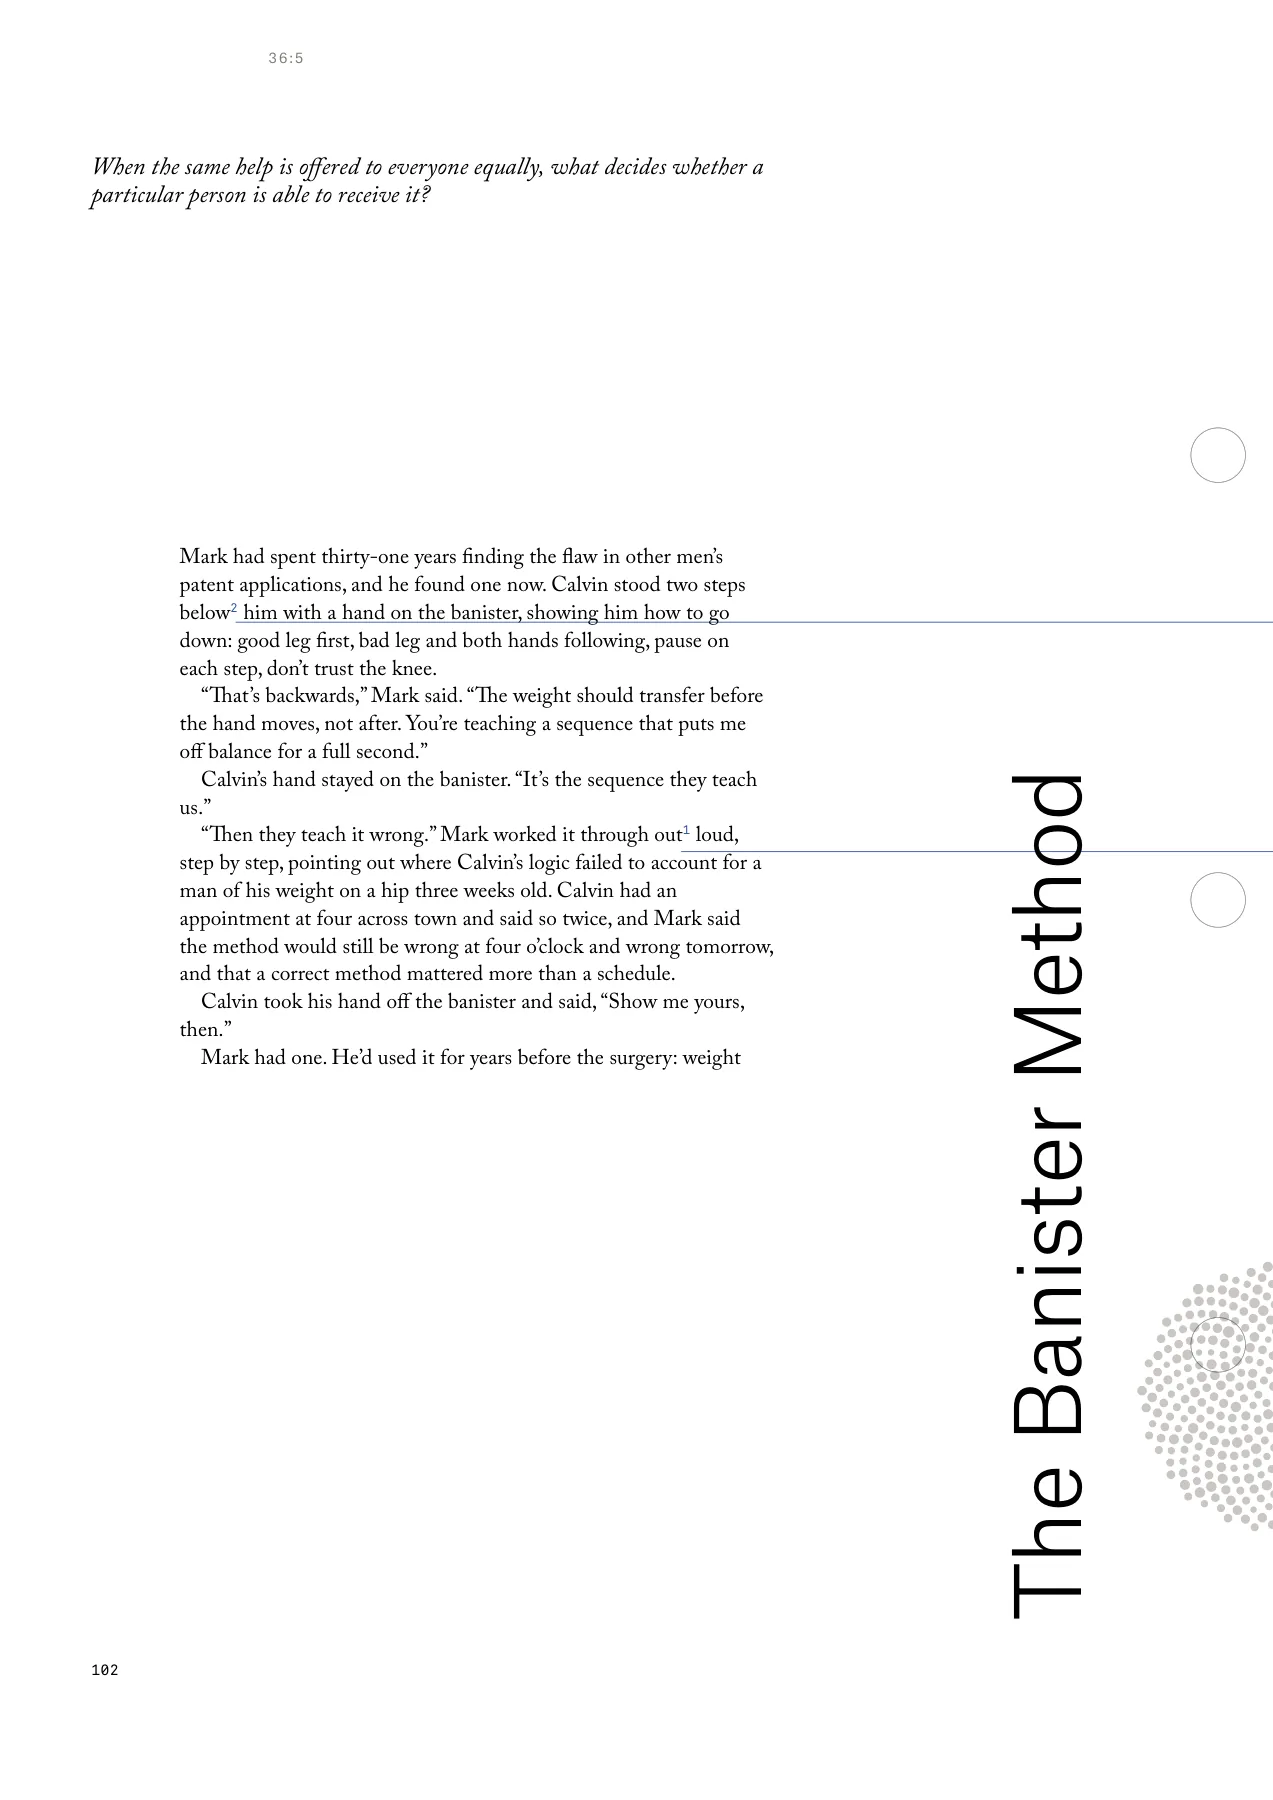 36:5
When the same help is offered to everyone equally, what decides whether a
particular person is able to receive it?
Mark had spent thirty-one years finding the flaw in other men’s
patent applications, and he found one now. Calvin stood two steps
below2 him with a hand on the banister, showing him how to go
down: good leg first, bad leg and both hands following, pause on
each step, don’t trust the knee.
“That’s backwards,” Mark said. “The weight should transfer before
the hand moves, not after. You’re teaching a sequence that puts me
off balance for a full second.”
Calvin’s hand stayed on the banister. “It’s the sequence they teach
us.”
“Then they teach it wrong.” Mark worked it through out1 loud,
step by step, pointing out where Calvin’s logic failed to account for a
man of his weight on a hip three weeks old. Calvin had an
appointment at four across town and said so twice, and Mark said
the method would still be wrong at four o’clock and wrong tomorrow,
and that a correct method mattered more than a schedule.
Calvin took his hand off the banister and said, “Show me yours,
then.”
Mark had one. He’d used it for years before the surgery: weight
The Banister Method
102